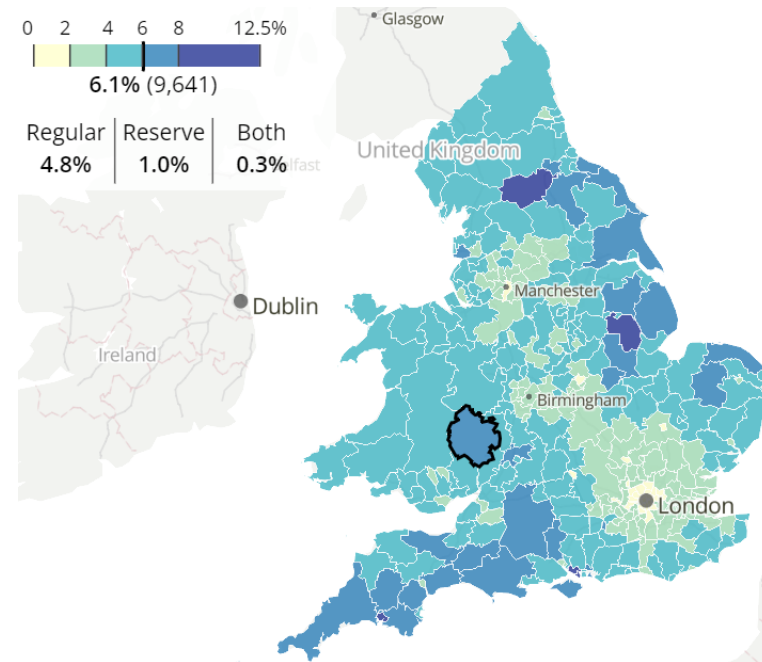 0 2 4 6 8 12.5%
6.1% (9,641)
Regular Reserve Both
4.8% 1.0% 0.3%
Glasgow
United Kingdom
Manchester
Dublin
Ireland
Birmingham
London